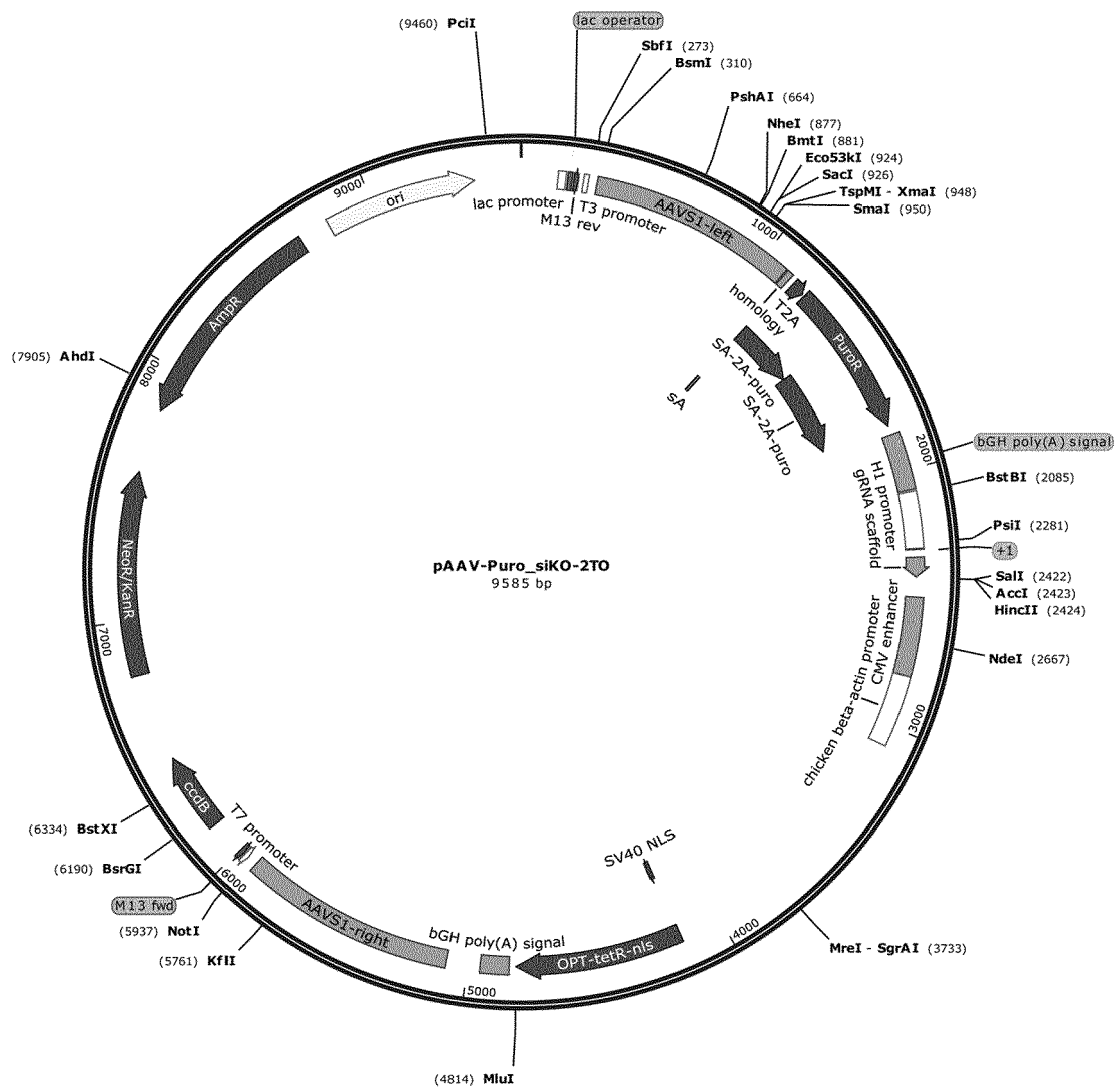 (9460) PciI
lac operator
SbfI (273)
BsmI (310)
PshAI (664)
NheI (877)
BmtI (881)
Eco53kI (924)
SacI (926)
TspMI - XmaI (948)
SmaI (950)
9000
ori
lac promoter
M13 rev
T3 promoter
AAVS1-left
1000
homology
T2A
PuroR
SA-2A-puro
SA-2A-puro
sA
AmpR
(7905) AhdI
8000
2000
bGH poly(A) signal
BstBI (2085)
H1 promoter
gRNA scaffold
PsiI (2281)
+1
SalI (2422)
AccI (2423)
HincII (2424)
pAAV-Puro_siKO-2TO
9585 bp
NeoR/KanR
7000
CMV enhancer
chicken beta-actin promoter
NdeI (2667)
3000
ccdB
T7 promoter
(6334) BstXI
(6190) BsrGI
6000
M13 fwd
(5937) NotI
(5761) KflI
AAVS1-right
bGH poly(A) signal
SV40 NLS
OPT-tetR-nls
4000
MreI - SgrAI (3733)
5000
(4814) MluI